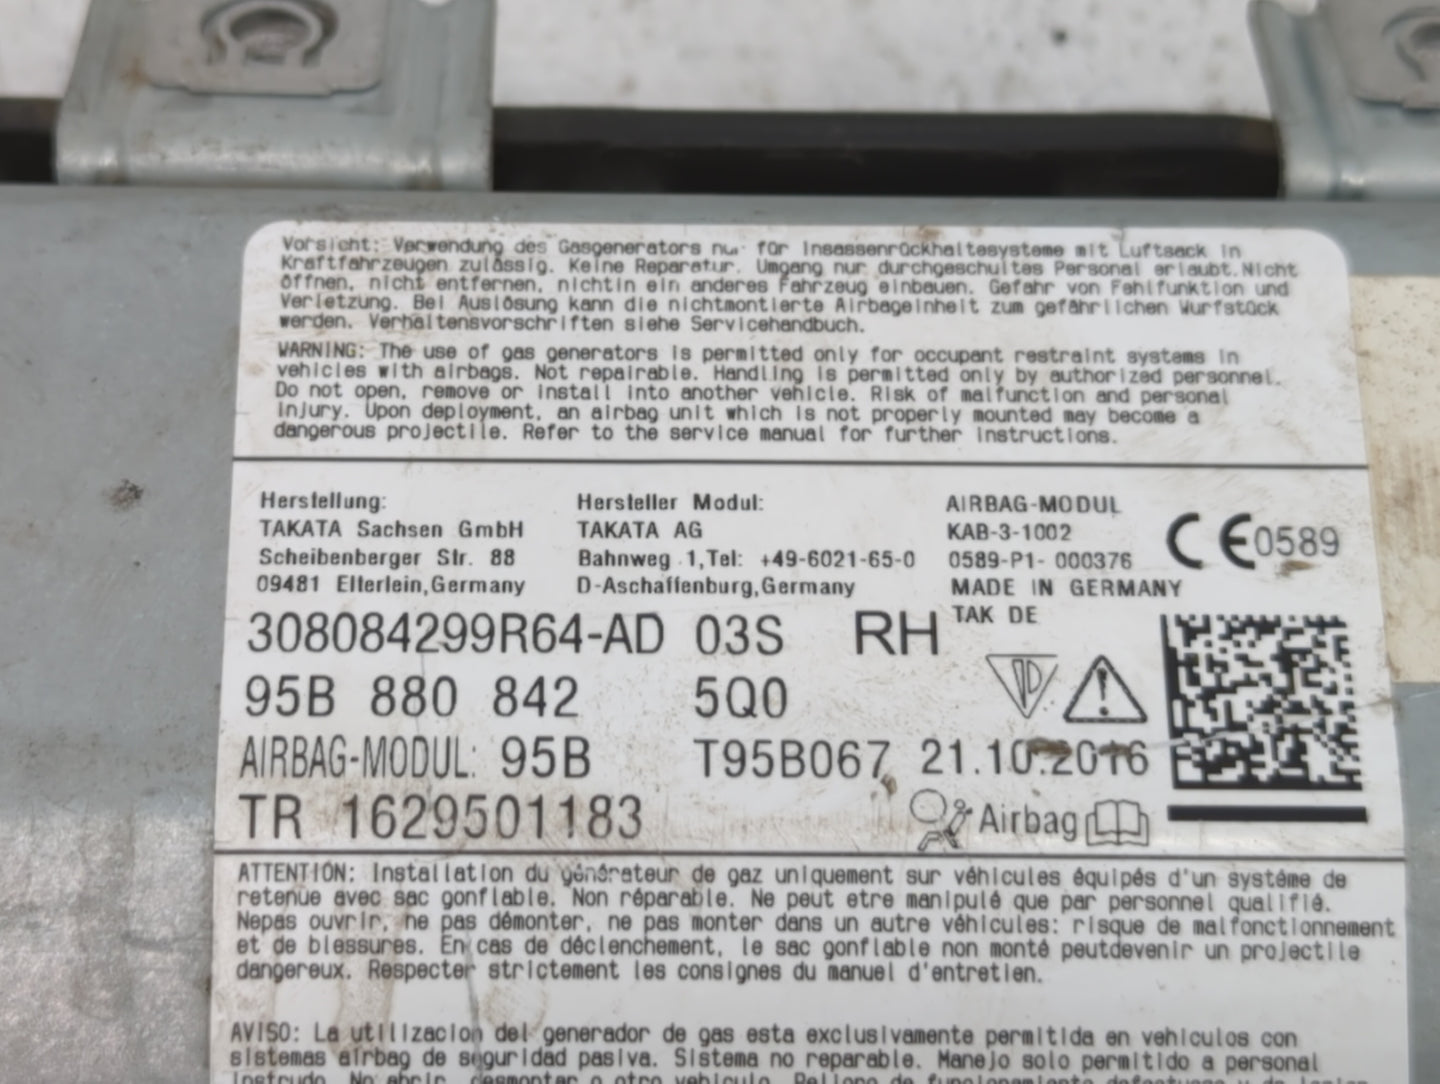 Vorsicht: Verwendung des Gasgenerators nur für Insassenrückhaltesysteme mit Luftsack in
Kraftfahrzeugen zulässig. Keine Reparatur. Umgang nur durchgeschultes Personal erlaubt.Nicht
öffnen, nicht entfernen, nichtin ein anderes Fahrzeug einbauen. Gefahr von Fehlfunktion und
Verletzung. Bei Auslösung kann die nichtmontierte Airbageinheit zum gefährlichen Wurfstück
werden. Verhaltensvorschriften siehe Servicehandbuch.
WARNING: The use of gas generators is permitted only for occupant restraint systems in
vehicles with airbags. Not repairable. Handling is permitted only by authorized personnel.
Do not open, remove or install into another vehicle. Risk of malfunction and personal
injury. Upon deployment, an airbag unit which is not properly mounted may become a
dangerous projectile. Refer to the service manual for further instructions.
Herstellung:
TAKATA Sachsen GmbH
Scheibenberger Str. 88
09481 Elterlein,Germany
Hersteller Modul:
TAKATA AG
Bahnweg 1,Tel: +49-6021-65-0
D-Aschaffenburg,Germany
AIRBAG-MODUL
KAB-3-1002
0589-P1- 000376
MADE IN GERMANY
TAK DE
CE0589
308084299R64-AD 03S RH
95B 880 842 5Q0
AIRBAG-MODUL: 95B T95B067 21.10.2016
TR 1629501183
Airbag
ATTENTION: Installation du générateur de gaz uniquement sur véhicules équipés d'un système de
retenue avec sac gonflable. Non réparable. Ne peut etre manipulé que par personnel qualifié.
Nepas ouvrir, ne pas démonter, ne pas monter dans un autre véhicules: risque de malfonctionnement
et de blessures. En cas de déclenchement, le sac gonflable non monté peutdevenir un projectile
dangereux. Respecter strictement les consignes du manuel d'entretien.
AVISO: La utilizacion del generador de gas esta exclusivamente permitida en vehiculos con
sistemas airbag de seguridad pasiva. Sistema no reparable. Manejo solo permitido a personal
instrudo. No abrir, desmontar o otro vehiculo. Peligro de funcionamiento defectuoso